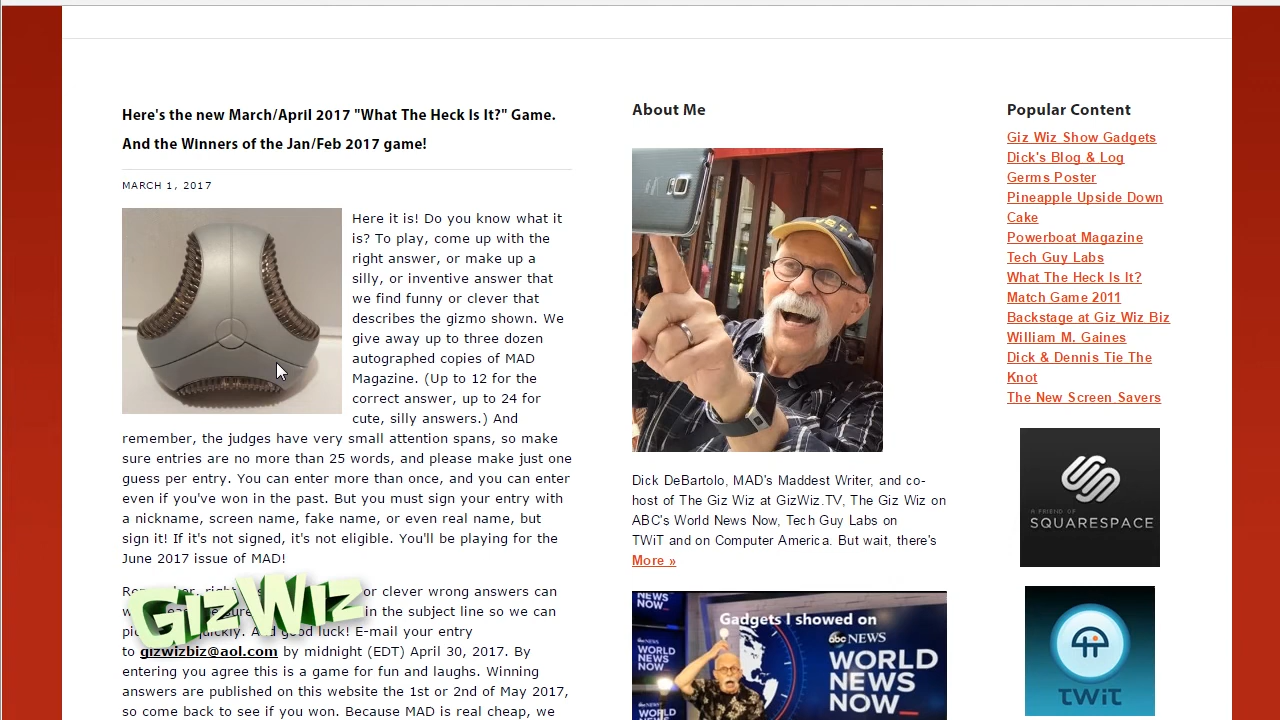 Here's the new March/April 2017 "What The Heck Is It?" Game.
And the Winners of the Jan/Feb 2017 game!
MARCH 1, 2017
Here it is! Do you know what it
is? To play, come up with the
right answer, or make up a
silly, or inventive answer that
we find funny or clever that
describes the gizmo shown. We
give away up to three dozen
autographed copies of MAD
Magazine. (Up to 12 for the
correct answer, up to 24 for
cute, silly answers.) And
remember, the judges have very small attention spans, so make
sure entries are no more than 25 words, and please make just one
guess per entry. You can enter more than once, and you can enter
even if you've won in the past. But you must sign your entry with
a nickname, screen name, fake name, or even real name, but
sign it! If it's not signed, it's not eligible. You'll be playing for the
June 2017 issue of MAD!
or clever wrong answers can
in the subject line so we can
quickly. And good luck! E-mail your entry
to gizwizbiz@aol.com by midnight (EDT) April 30, 2017. By
entering you agree this is a game for fun and laughs. Winning
answers are published on this website the 1st or 2nd of May 2017,
so come back to see if you won. Because MAD is real cheap, we
GizWiz
About Me
Dick DeBartolo, MAD's Maddest Writer, and co-
host of The Giz Wiz at GizWiz.TV, The Giz Wiz on
ABC's World News Now, Tech Guy Labs on
TWiT and on Computer America. But wait, there's
More »
Gadgets I showed on
abc NEWS
WORLD
NEWS
NOW_
Popular Content
Giz Wiz Show Gadgets
Dick's Blog & Log
Germs Poster
Pineapple Upside Down
Cake
Powerboat Magazine
Tech Guy Labs
What The Heck Is It?
Match Game 2011
Backstage at Giz Wiz Biz
William M. Gaines
Dick & Dennis Tie The
Knot
The New Screen Savers
A FRIEND OF
SQUARESPACE
TWiT